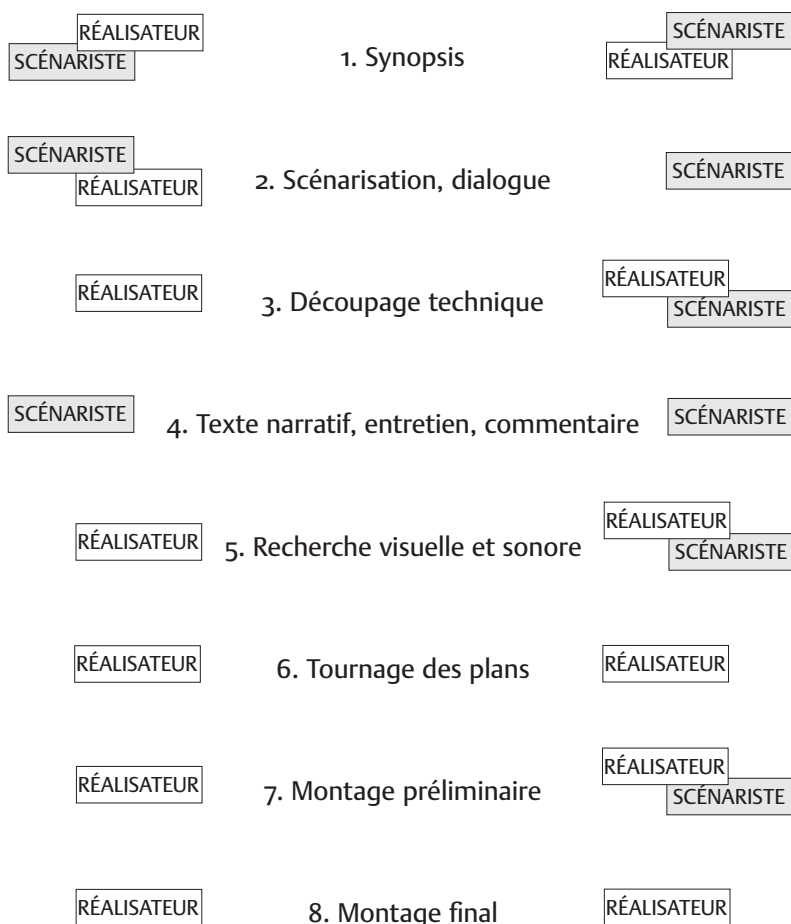 RÉALISATEUR
SCÉNARISTE
1. Synopsis
SCÉNARISTE
RÉALISATEUR
SCÉNARISTE
RÉALISATEUR
2. Scénarisation, dialogue
SCÉNARISTE
RÉALISATEUR
3. Découpage technique
RÉALISATEUR
SCÉNARISTE
SCÉNARISTE
4. Texte narratif, entretien, commentaire
SCÉNARISTE
RÉALISATEUR
5. Recherche visuelle et sonore
RÉALISATEUR
SCÉNARISTE
RÉALISATEUR
6. Tournage des plans
RÉALISATEUR
RÉALISATEUR
7. Montage préliminaire
RÉALISATEUR
SCÉNARISTE
RÉALISATEUR
8. Montage final
RÉALISATEUR